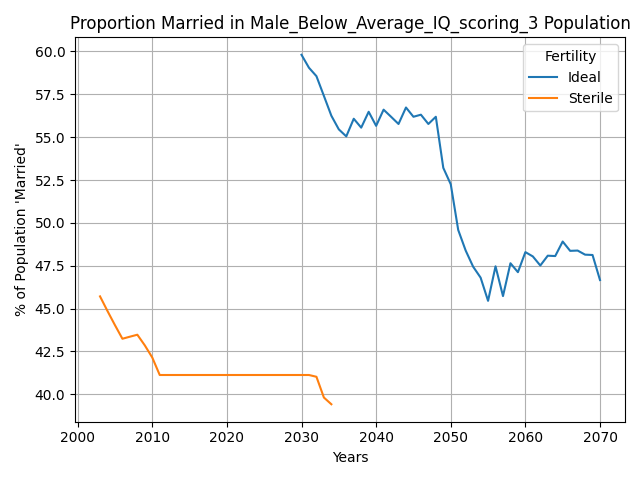 Proportion Married in Male_Below_Average_IQ_scoring_3 Population
Fertility
Ideal
Sterile
% of Population 'Married'
60.0
57.5
55.0
52.5
50.0
47.5
45.0
42.5
40.0
2000 2010 2020 2030 2040 2050 2060 2070
Years